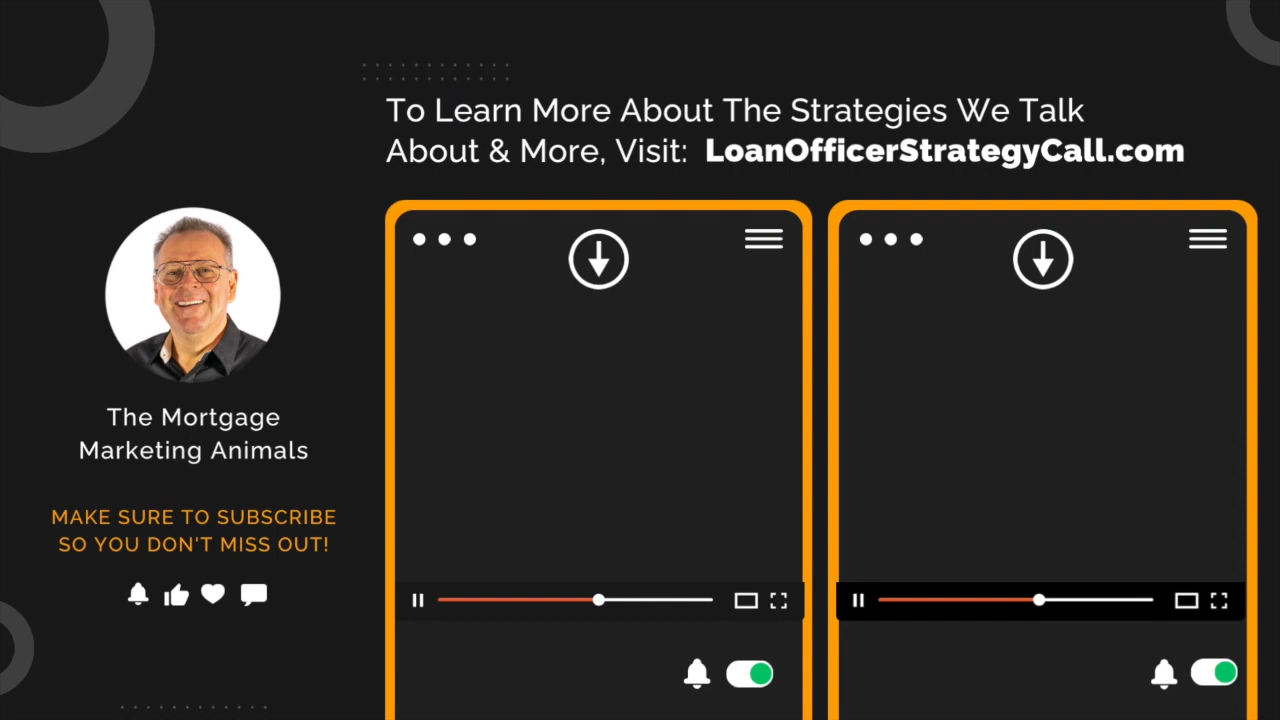 To Learn More About The Strategies We Talk
About & More, Visit: LoanOfficerStrategyCall.com
The Mortgage
Marketing Animals
MAKE SURE TO SUBSCRIBE
SO YOU DON'T MISS OUT!